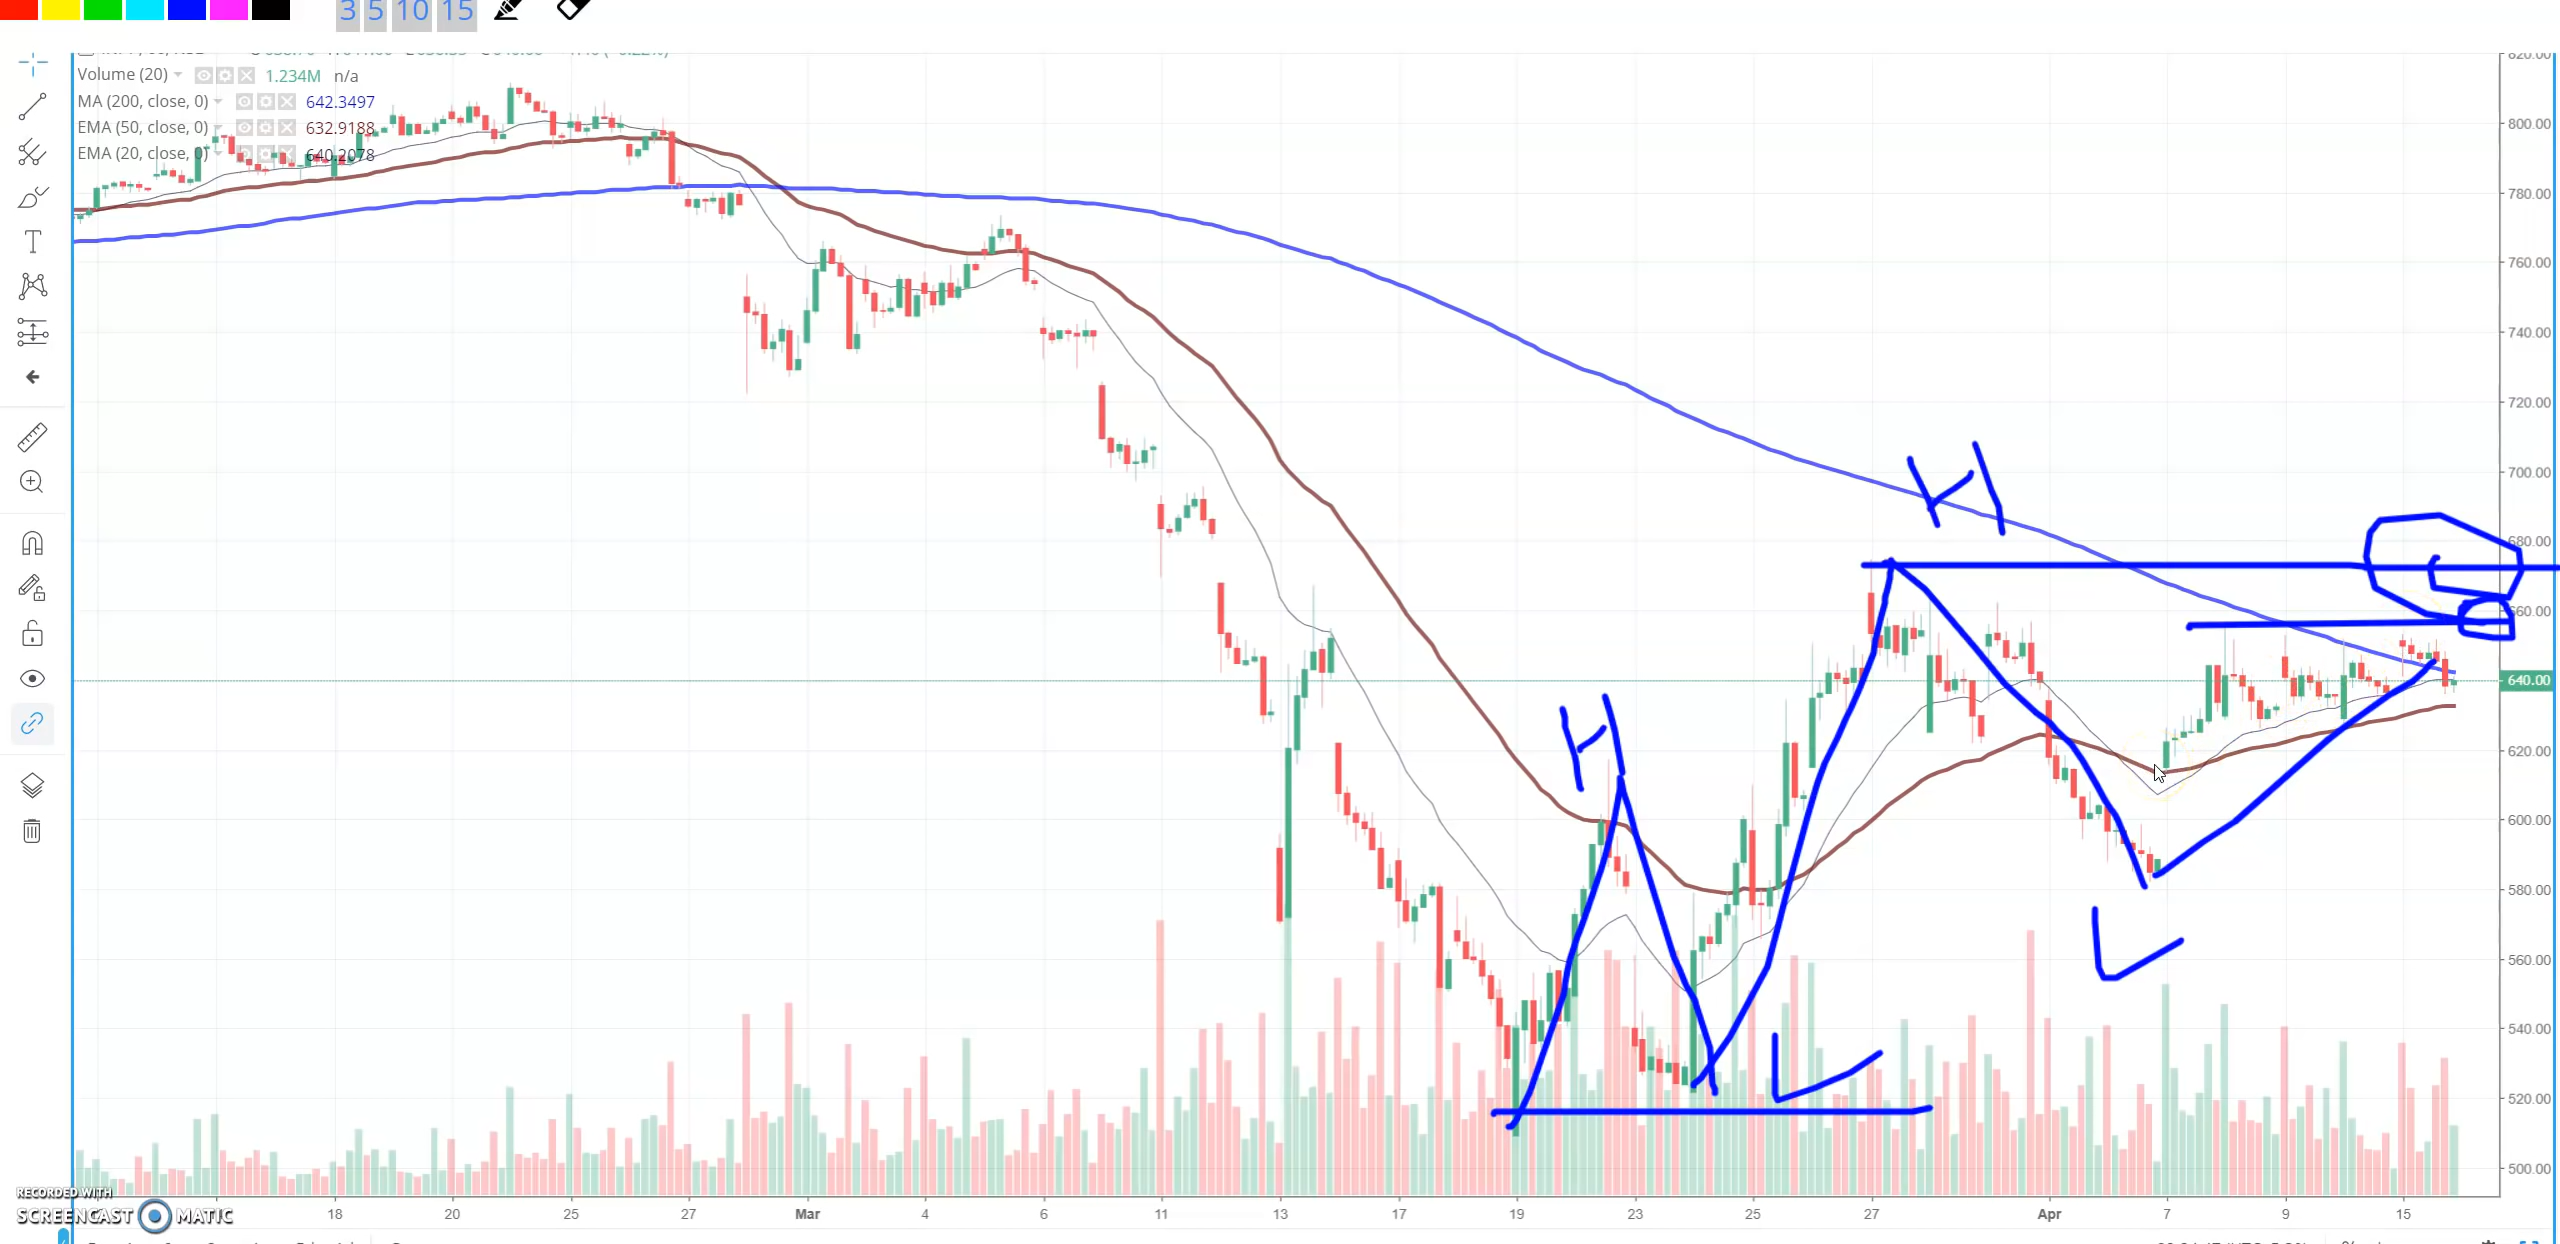 3 5 10 15
Volume (20) 1.234M n/a
MA (200, close, 0) 642.3497
EMA (50, close, 0) 632.9188
EMA (20, close, 0) 640.2078
T
820.00
800.00
780.00
760.00
740.00
720.00
700.00
680.00
660.00
640.00
620.00
600.00
580.00
560.00
540.00
520.00
500.00
H
H
L
L
18 20 25 27 Mar 4 6 11 13 17 19 23 25 27 Apr 7 9 15
RECORDED WITH
SCREENCAST MATIC